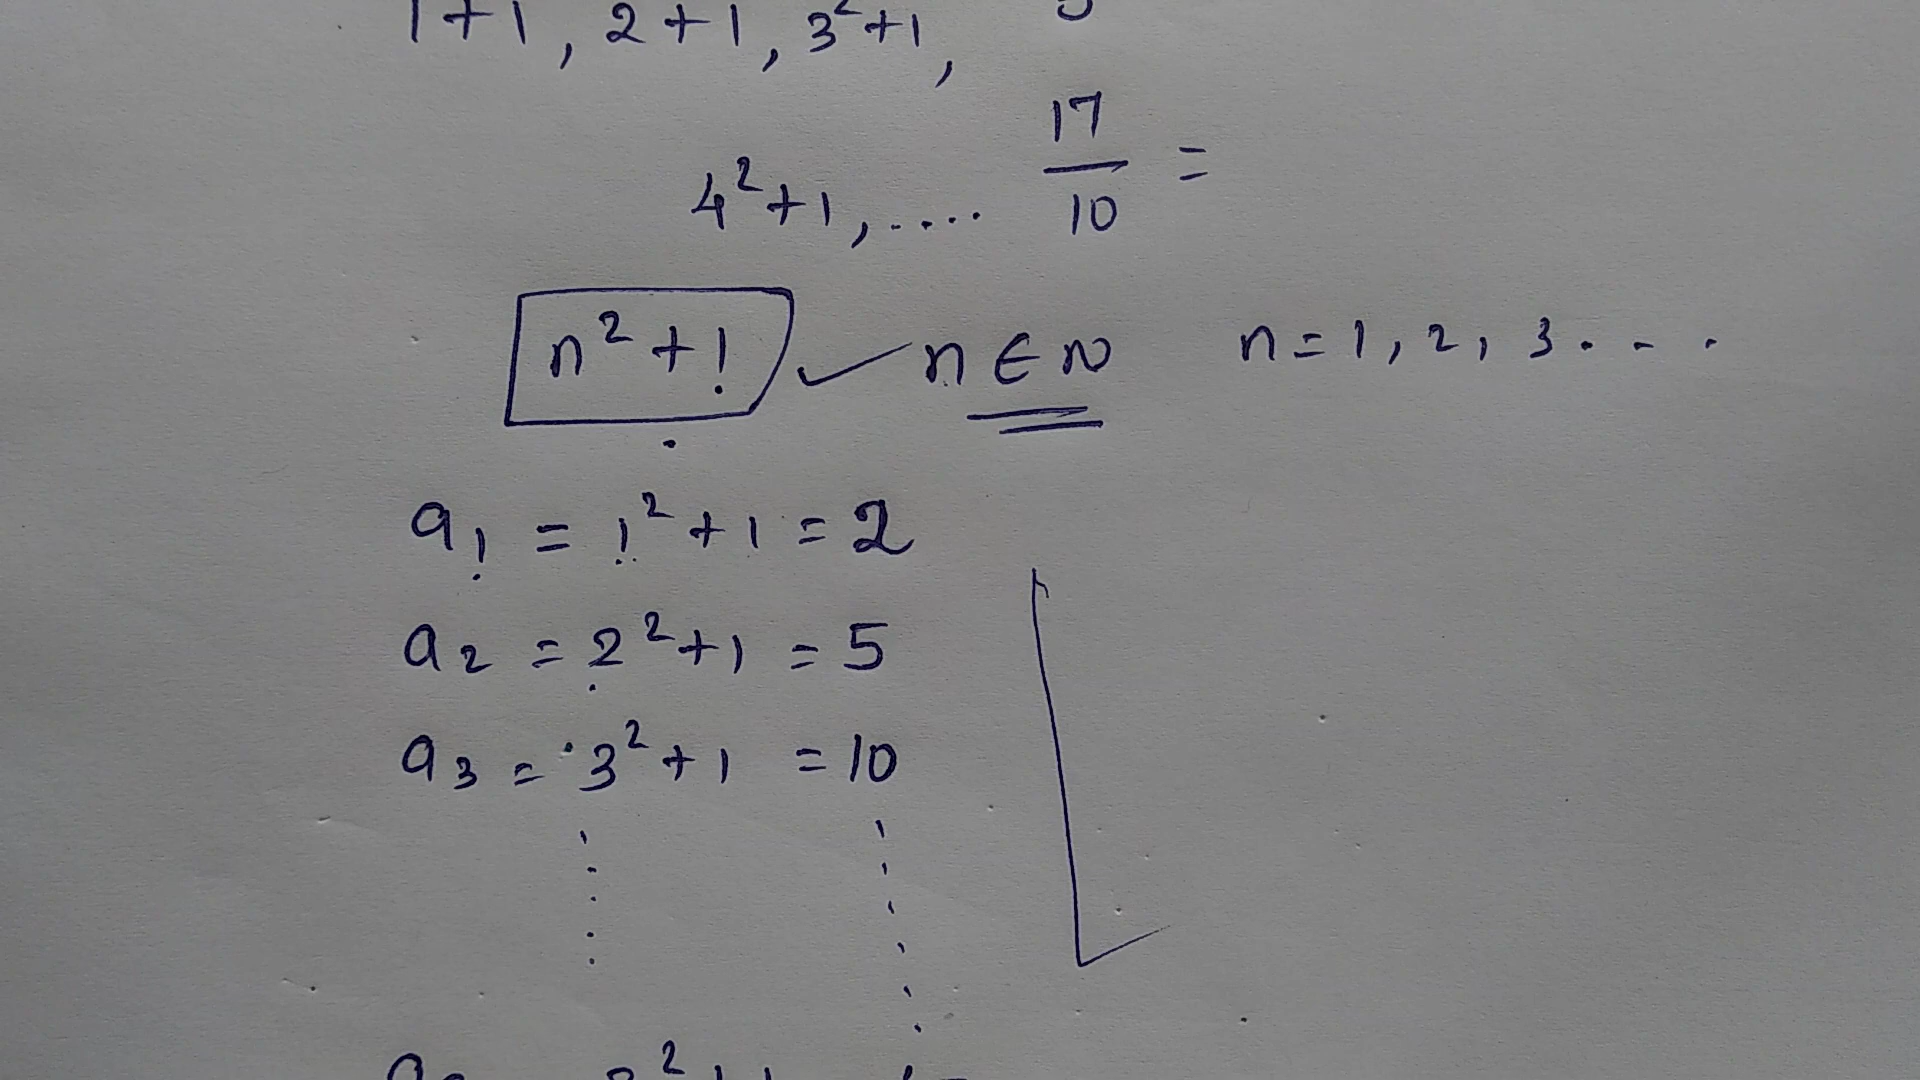 1+1, 2+1, 3²+1,
4²+1, .... 17/10 =
n²+1 ✓ n∈N n=1, 2, 3...
a₁ = 1²+1 = 2
a₂ = 2²+1 = 5
a₃ = 3²+1 = 10